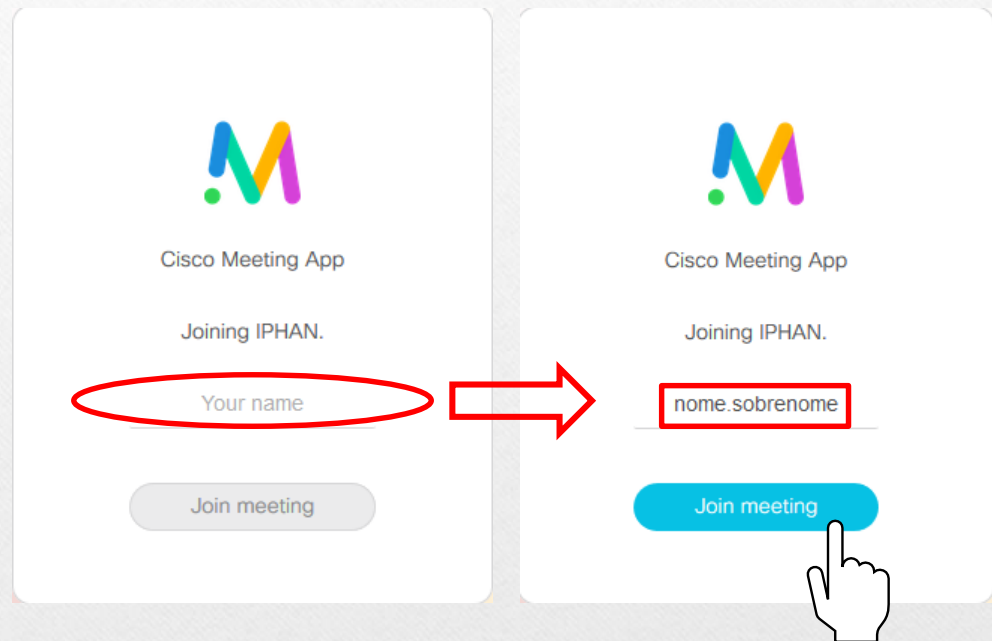 Cisco Meeting App
Joining IPHAN.
Your name
Join meeting
Cisco Meeting App
Joining IPHAN.
nome.sobrenome
Join meeting